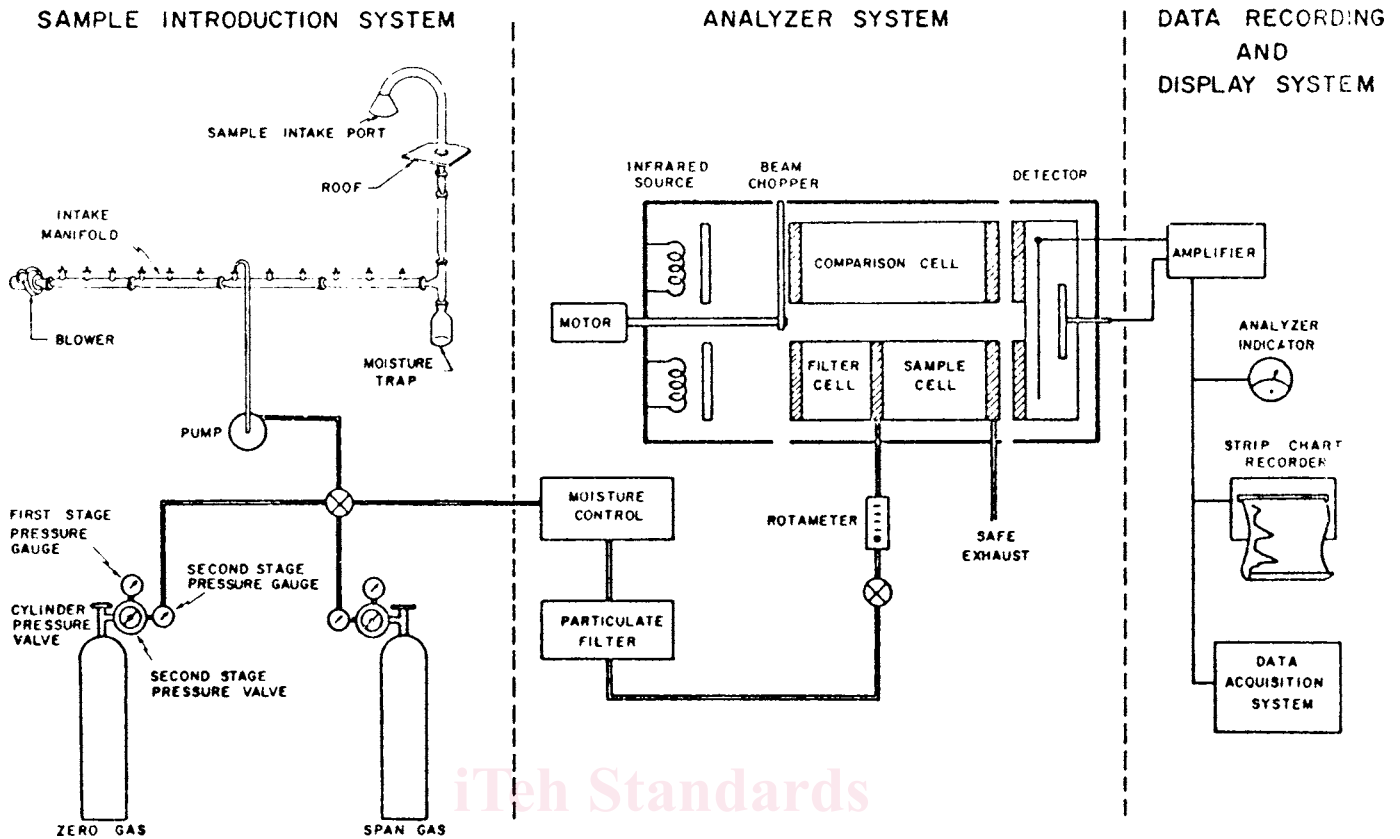 SAMPLE INTRODUCTION SYSTEM
ANALYZER SYSTEM
DATA RECORDING
AND
DISPLAY SYSTEM
SAMPLE INTAKE PORT
ROOF
INTAKE
MANIFOLD
BLOWER
MOISTURE
TRAP
PUMP
FIRST STAGE
PRESSURE
GAUGE
SECOND STAGE
PRESSURE GAUGE
CYLINDER
PRESSURE
VALVE
SECOND STAGE
PRESSURE VALVE
ZERO GAS
SPAN GAS
INFRARED
SOURCE
BEAM
CHOPPER
DETECTOR
COMPARISON CELL
MOTOR
FILTER
CELL
SAMPLE
CELL
MOISTURE
CONTROL
ROTAMETER
SAFE
EXHAUST
PARTICULATE
FILTER
AMPLIFIER
ANALYZER
INDICATOR
STRIP CHART
RECORDER
DATA
ACQUISITION
SYSTEM
iTeh Standards